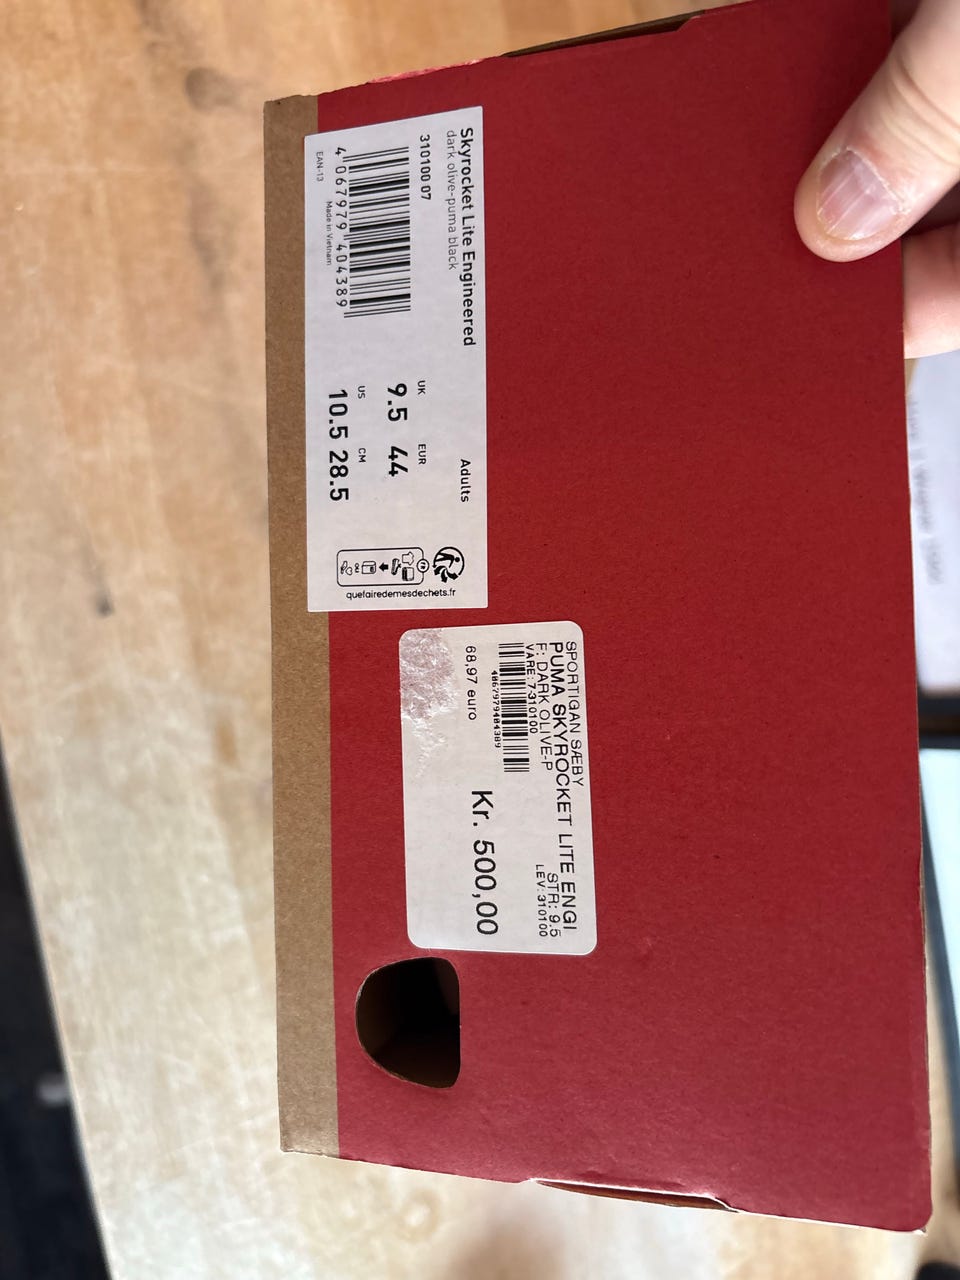 Skyrocket Lite Engineered
dark olive-puma black
Adults
310100 07
4 067979 404389
EAN-13
Made in Vietnam
UK
EUR
9.5
44
US
CM
10.5
28.5
FR
OU
quefairedemesdechets.fr
SPORTIGAN SÆBY
PUMA SKYROCKET LITE ENGI
F: DARK OLIVE-P
STR: 9.5
VARE: 7310100
LEV: 310100
4067979404389
68,97 euro
Kr. 500,00